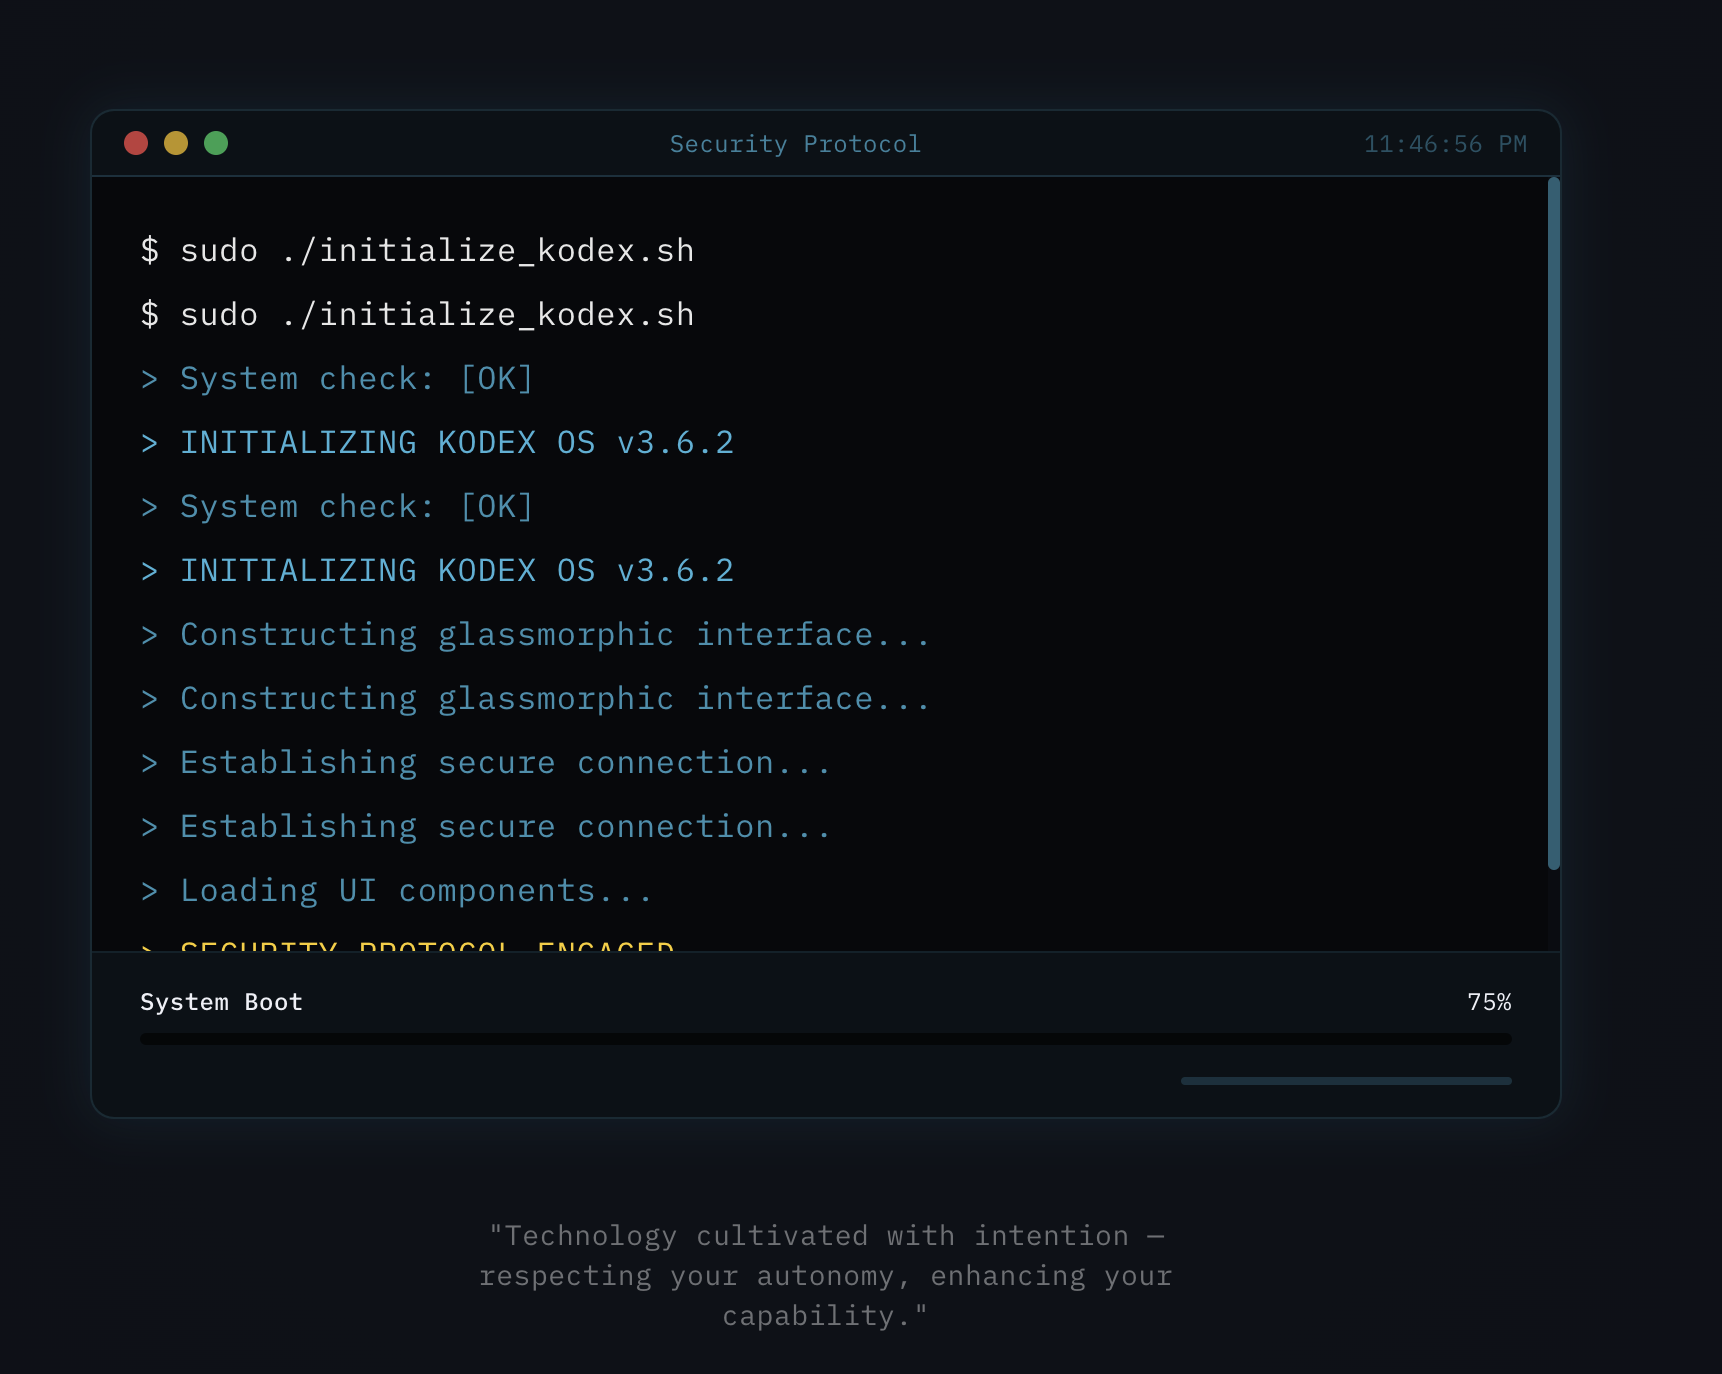 Security Protocol
11:46:56 PM
$ sudo ./initialize_kodex.sh
$ sudo ./initialize_kodex.sh
> System check: [OK]
> INITIALIZING KODEX OS v3.6.2
> System check: [OK]
> INITIALIZING KODEX OS v3.6.2
> Constructing glassmorphic interface...
> Constructing glassmorphic interface...
> Establishing secure connection...
> Establishing secure connection...
> Loading UI components...
> SECURITY PROTOCOL ENGAGED
System Boot
75%
"Technology cultivated with intention —
respecting your autonomy, enhancing your
capability."